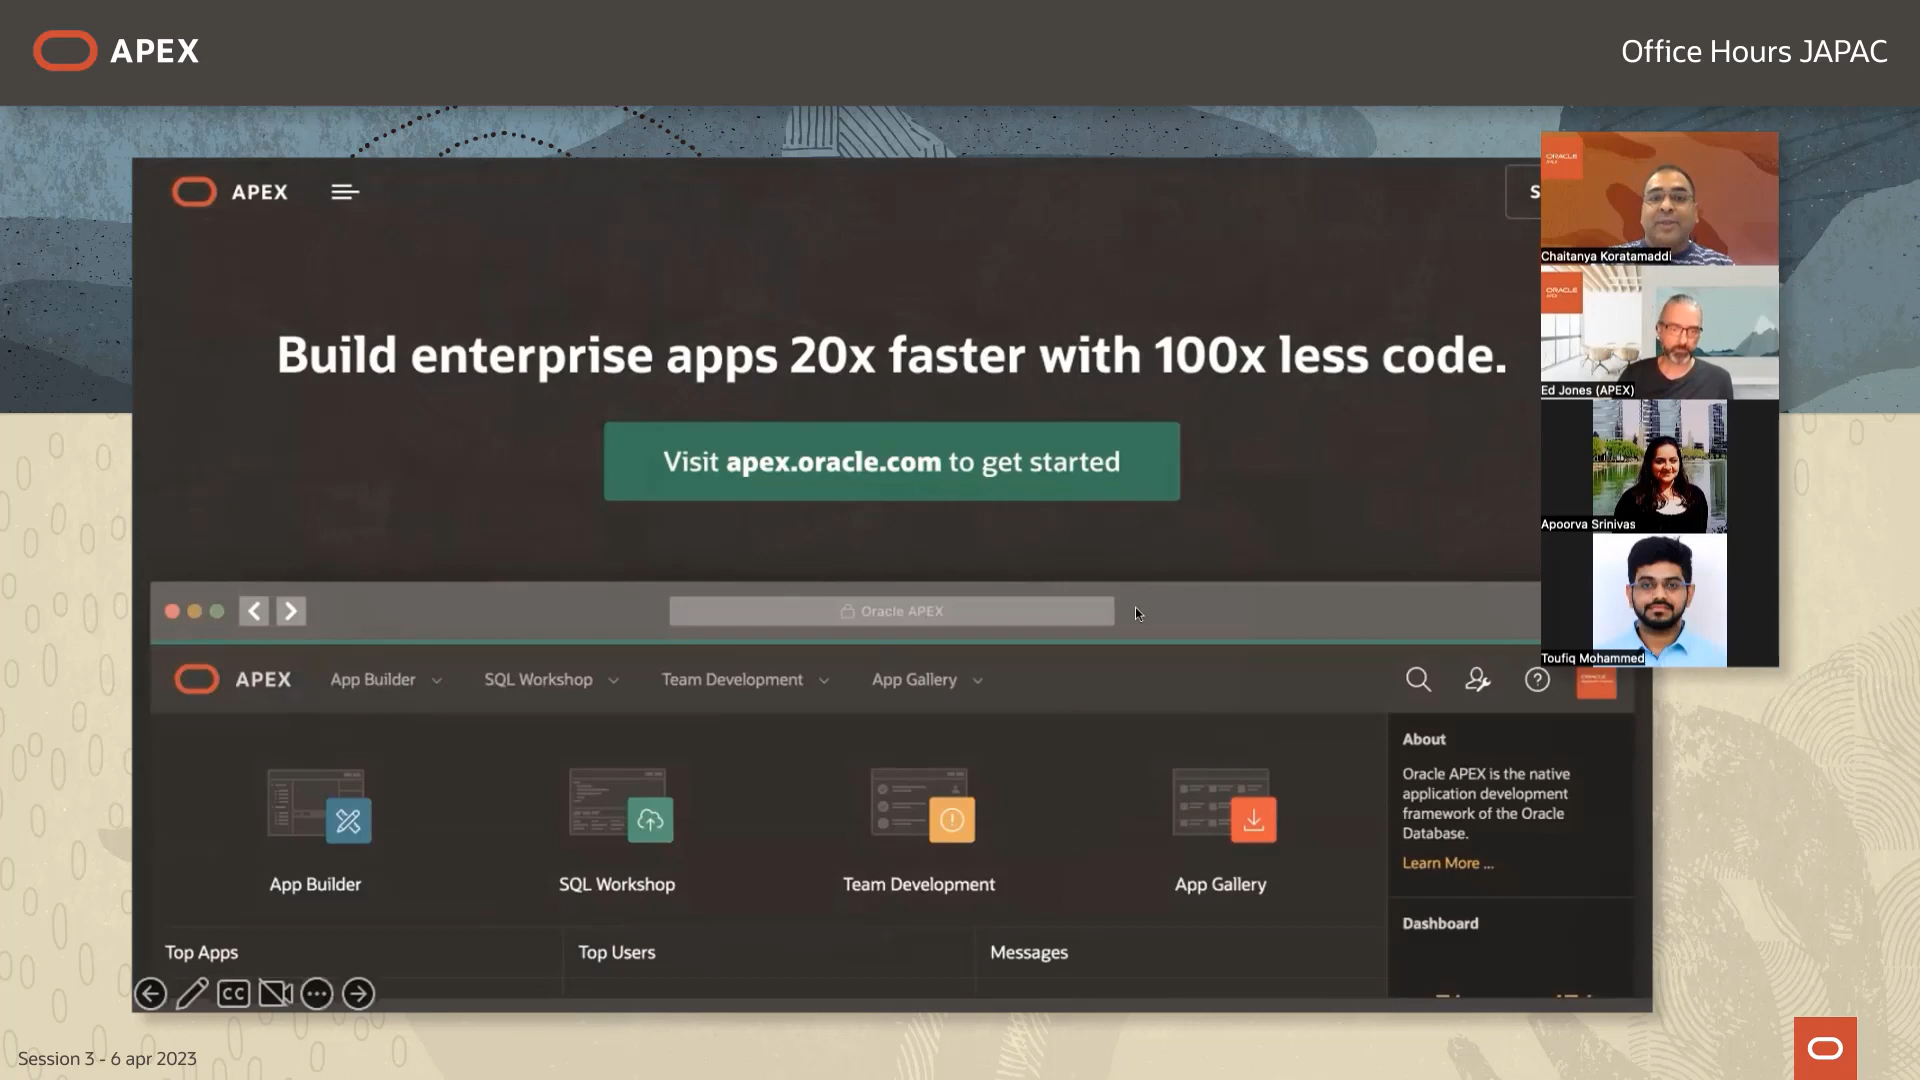 APEX
Office Hours JAPAC
APEX
S
Build enterprise apps 20x faster with 100x less code.
Visit apex.oracle.com to get started
Oracle APEX
APEX App Builder SQL Workshop Team Development App Gallery
App Builder
SQL Workshop
Team Development
App Gallery
About
Oracle APEX is the native
application development
framework of the Oracle
Database.
Learn More ...
Dashboard
Top Apps
Top Users
Messages
CC
ORACLE
Chaitanya Koratamaddi
ORACLE
Ed Jones (APEX)
Apoorva Srinivas
Toufiq Mohammed
Session 3 - 6 apr 2023